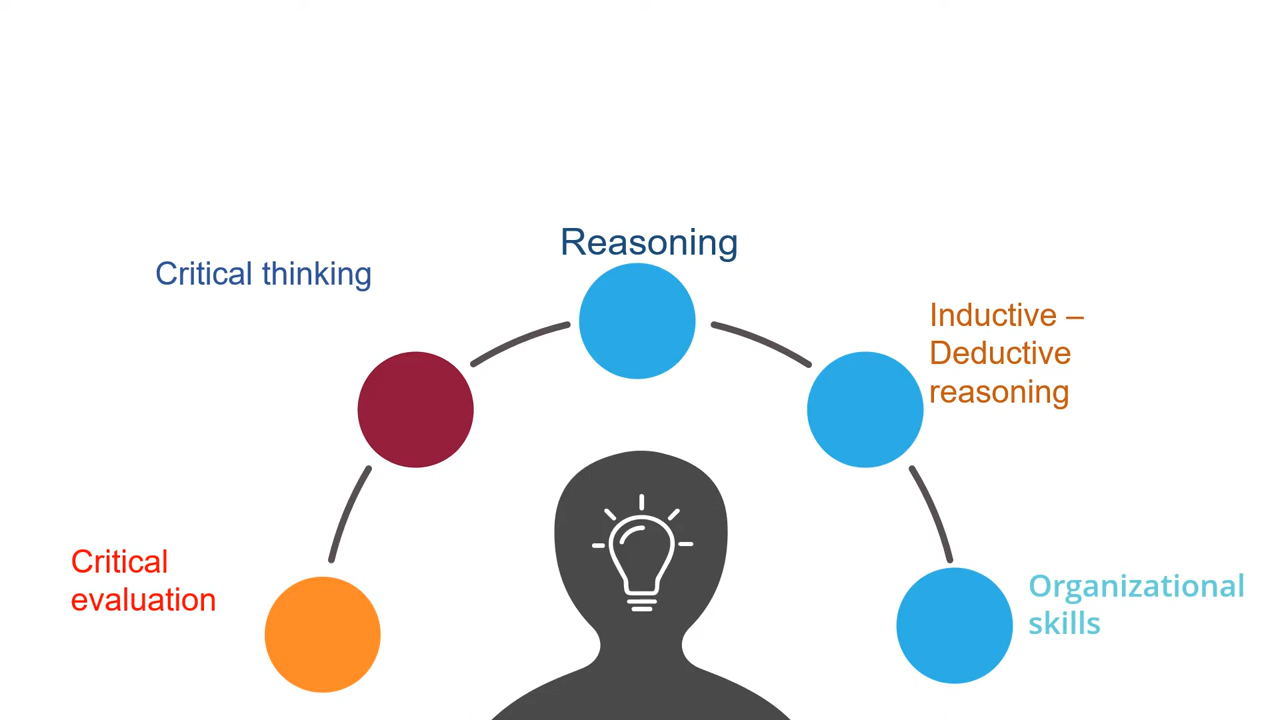 Reasoning
Critical thinking
Inductive –
Deductive
reasoning
Critical
evaluation
Organizational
skills